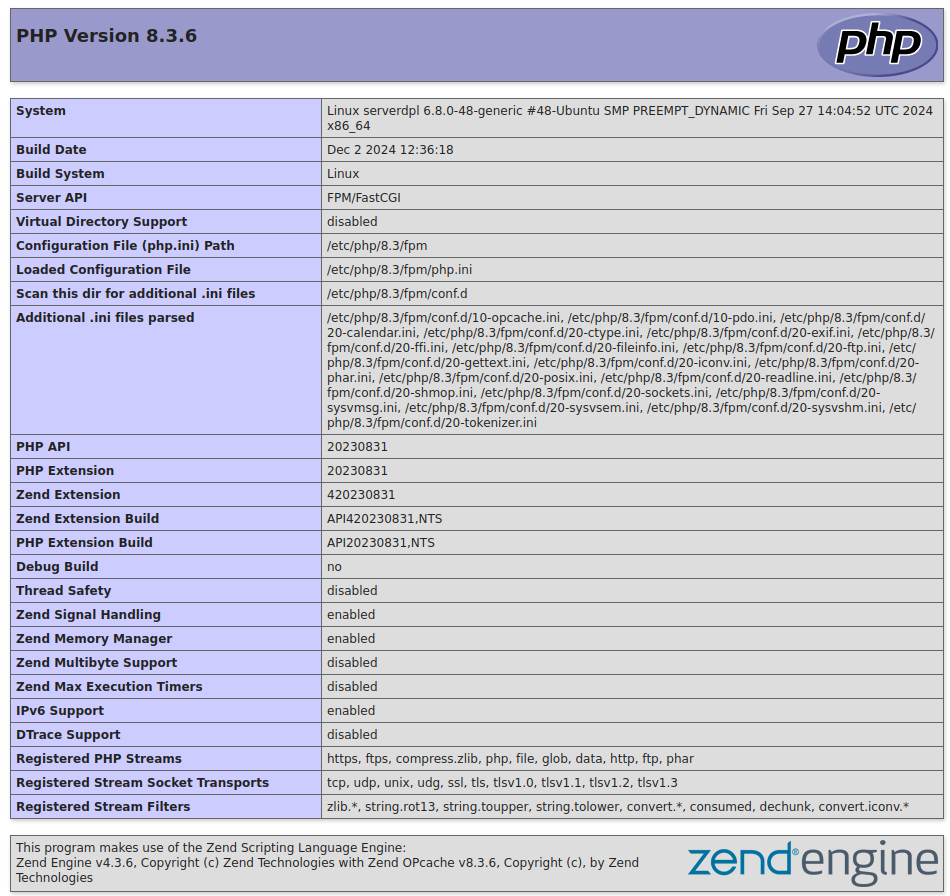 PHP Version 8.3.6
php
System
Linux serverdpl 6.8.0-48-generic #48-Ubuntu SMP PREEMPT_DYNAMIC Fri Sep 27 14:04:52 UTC 2024
x86_64
Build Date
Dec 2 2024 12:36:18
Build System
Linux
Server API
FPM/FastCGI
Virtual Directory Support
disabled
Configuration File (php.ini) Path
/etc/php/8.3/fpm
Loaded Configuration File
/etc/php/8.3/fpm/php.ini
Scan this dir for additional .ini files
/etc/php/8.3/fpm/conf.d
Additional .ini files parsed
/etc/php/8.3/fpm/conf.d/10-opcache.ini, /etc/php/8.3/fpm/conf.d/10-pdo.ini, /etc/php/8.3/fpm/conf.d/
20-calendar.ini, /etc/php/8.3/fpm/conf.d/20-ctype.ini, /etc/php/8.3/fpm/conf.d/20-exif.ini, /etc/php/8.3/
fpm/conf.d/20-ffi.ini, /etc/php/8.3/fpm/conf.d/20-fileinfo.ini, /etc/php/8.3/fpm/conf.d/20-ftp.ini, /etc/
php/8.3/fpm/conf.d/20-gettext.ini, /etc/php/8.3/fpm/conf.d/20-iconv.ini, /etc/php/8.3/fpm/conf.d/20-
phar.ini, /etc/php/8.3/fpm/conf.d/20-posix.ini, /etc/php/8.3/fpm/conf.d/20-readline.ini, /etc/php/8.3/
fpm/conf.d/20-shmop.ini, /etc/php/8.3/fpm/conf.d/20-sockets.ini, /etc/php/8.3/fpm/conf.d/20-
sysvmsg.ini, /etc/php/8.3/fpm/conf.d/20-sysvsem.ini, /etc/php/8.3/fpm/conf.d/20-sysvshm.ini, /etc/
php/8.3/fpm/conf.d/20-tokenizer.ini
PHP API
20230831
PHP Extension
20230831
Zend Extension
420230831
Zend Extension Build
API420230831,NTS
PHP Extension Build
API20230831,NTS
Debug Build
no
Thread Safety
disabled
Zend Signal Handling
enabled
Zend Memory Manager
enabled
Zend Multibyte Support
disabled
Zend Max Execution Timers
disabled
IPv6 Support
enabled
DTrace Support
disabled
Registered PHP Streams
https, ftps, compress.zlib, php, file, glob, data, http, ftp, phar
Registered Stream Socket Transports
tcp, udp, unix, udg, ssl, tls, tlsv1.0, tlsv1.1, tlsv1.2, tlsv1.3
Registered Stream Filters
zlib.*, string.rot13, string.toupper, string.tolower, convert.*, consumed, dechunk, convert.iconv.*
This program makes use of the Zend Scripting Language Engine:
Zend Engine v4.3.6, Copyright (c) Zend Technologies with Zend OPcache v8.3.6, Copyright (c), by Zend
Technologies
zend®engine